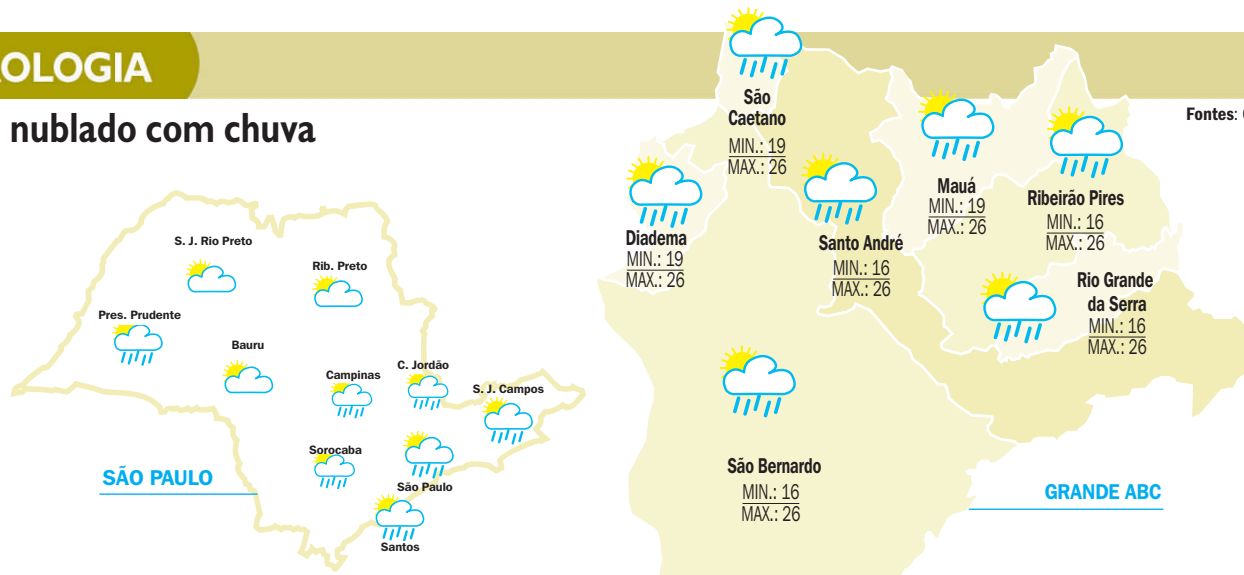 OLOGIA
nublado com chuva
Fontes:
S. J. Rio Preto
Rib. Preto
Pres. Prudente
Bauru
Campinas
C. Jordão
S. J. Campos
Sorocaba
São Paulo
Santos
SÃO PAULO
São
Caetano
MIN.: 19
MAX.: 26
Diadema
MIN.: 19
MAX.: 26
Santo André
MIN.: 16
MAX.: 26
Mauá
MIN.: 19
MAX.: 26
Ribeirão Pires
MIN.: 16
MAX.: 26
Rio Grande
da Serra
MIN.: 16
MAX.: 26
São Bernardo
MIN.: 16
MAX.: 26
GRANDE ABC